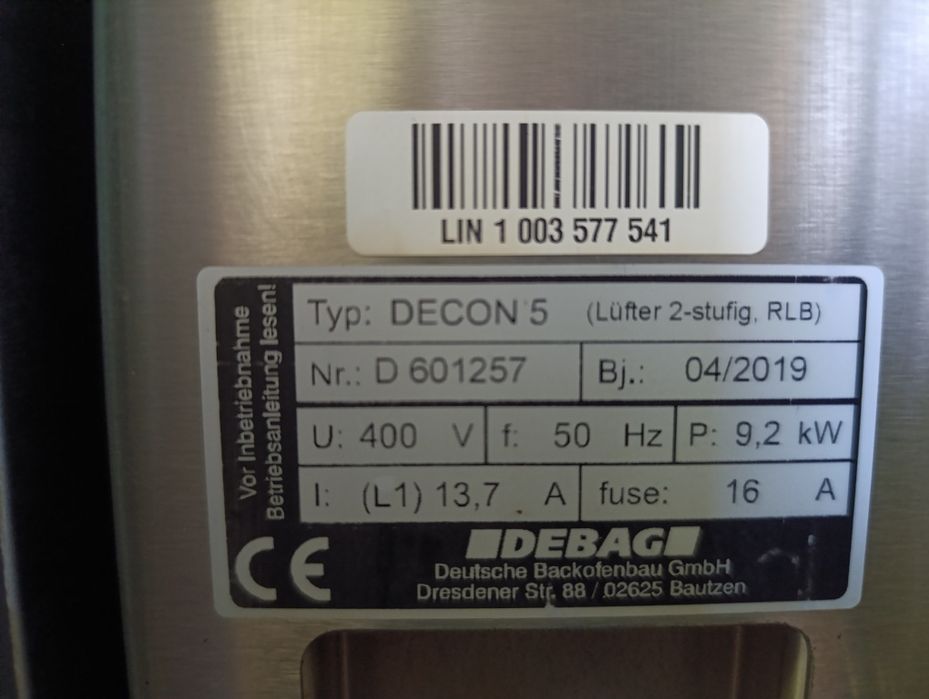 LIN 1 003 577 541
Vor Inbetriebnahme
Betriebsanleitung lesen!
Typ: DECON 5 (Lüfter 2-stufig, RLB)
Nr.: D 601257 Bj.: 04/2019
U: 400 V f: 50 Hz P: 9,2 kW
I: (L1) 13,7 A fuse: 16 A
CE
DEBAG
Deutsche Backofenbau GmbH
Dresdener Str. 88 / 02625 Bautzen